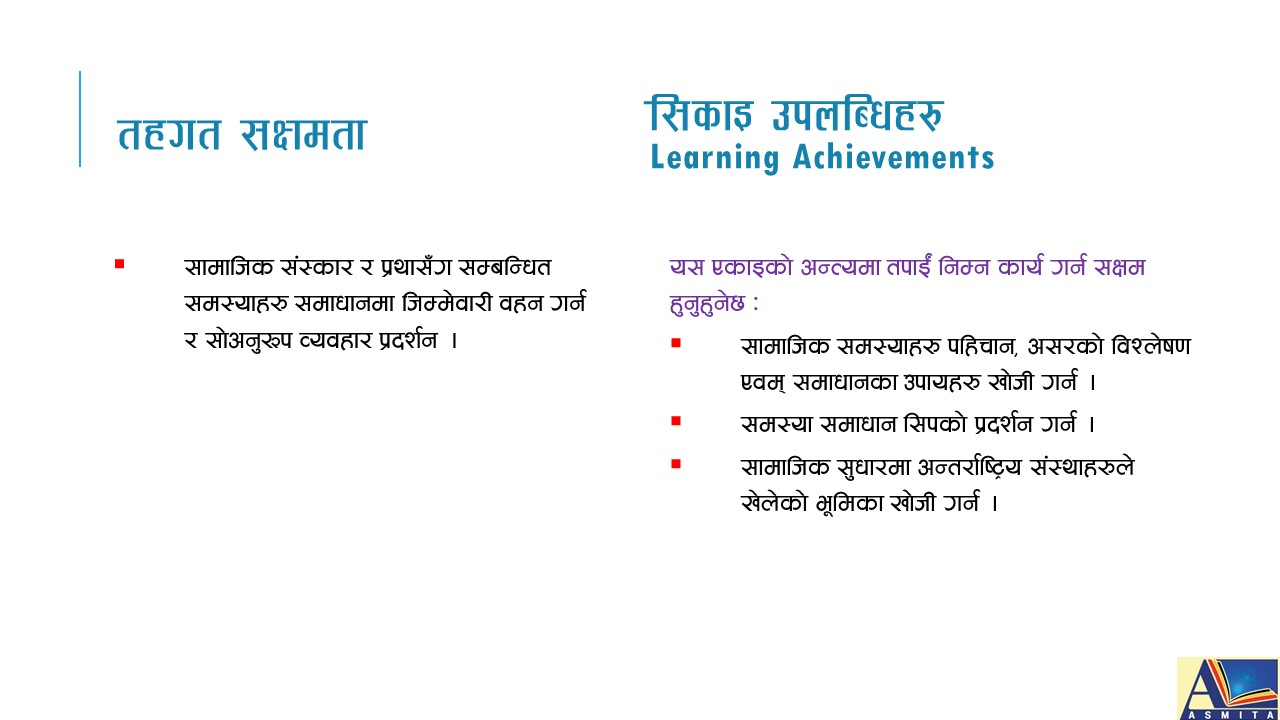 तहगत सक्षमता
सामाजिक संस्कार र प्रथासँग सम्बन्धित
समस्याहरु समाधानमा जिम्मेवारी वहन गर्न
र सोअनुरूप व्यवहार प्रदर्शन ।
सिकाइ उपलब्धिहरु
Learning Achievements
यस एकाइको अन्त्यमा तपाईं निम्न कार्य गर्न सक्षम
हुनुहुनेछ :
सामाजिक समस्याहरु पहिचान, असरको विश्लेषण
एवम् समाधानका उपायहरु खोजी गर्न ।
समस्या समाधान सिपको प्रदर्शन गर्न ।
सामाजिक सुधारमा अन्तर्राष्ट्रिय संस्थाहरुले
खेलेको भूमिका खोजी गर्न ।
ASMITA